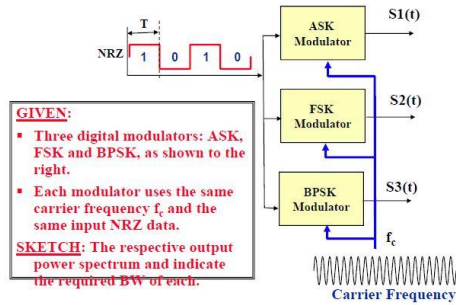 T
NRZ
1 0 1 0
ASK
Modulator
S1(t)
FSK
Modulator
S2(t)
BPSK
Modulator
S3(t)
fc
Carrier Frequency
GIVEN:
▪ Three digital modulators: ASK,
FSK and BPSK, as shown to the
right.
▪ Each modulator uses the same
carrier frequency fc and the
same input NRZ data.
SKETCH: The respective output
power spectrum and indicate
the required BW of each.